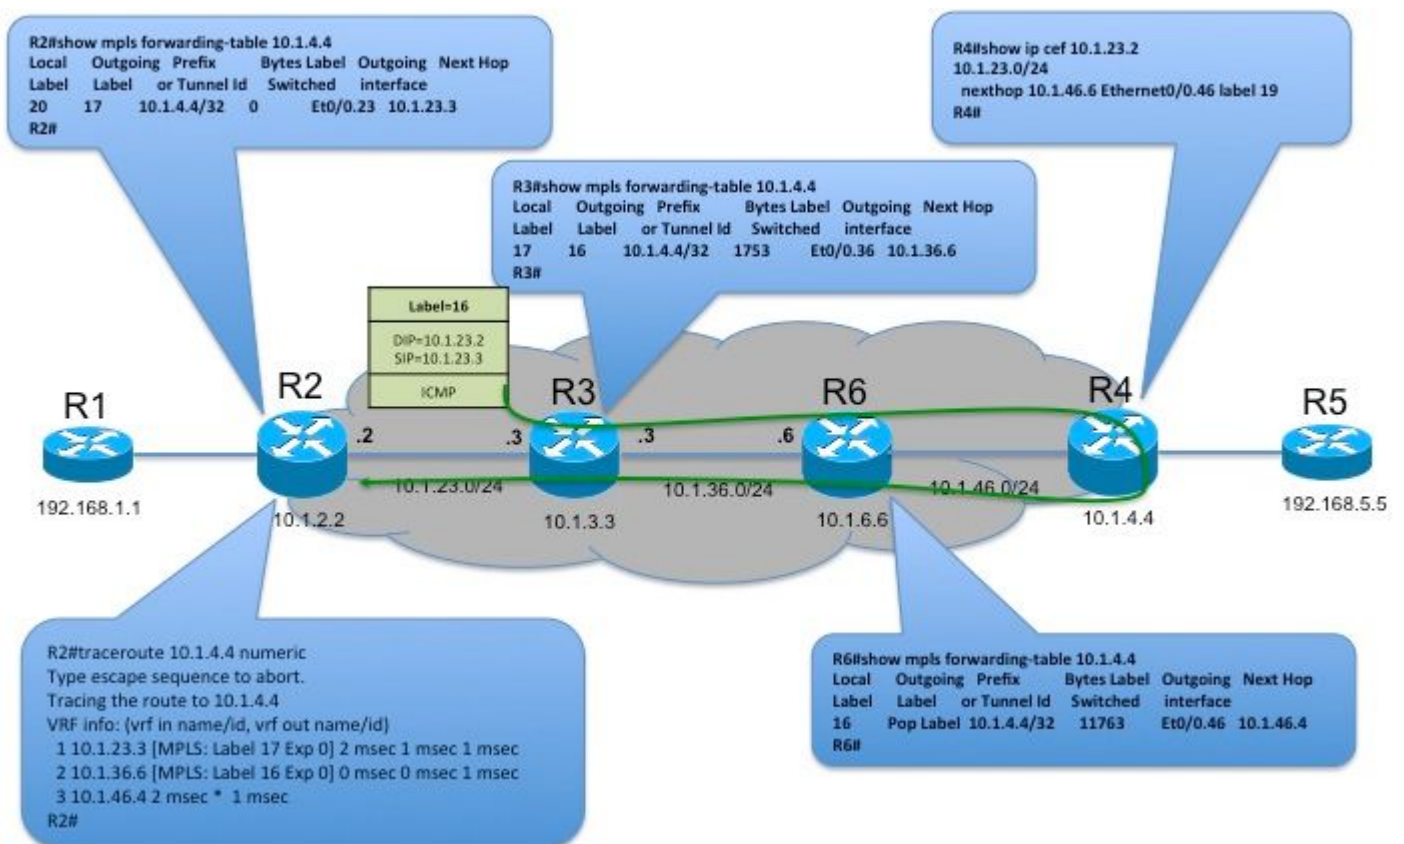 R2#show mpls forwarding-table 10.1.4.4
Local Outgoing Prefix Bytes Label Outgoing Next Hop
Label Label or Tunnel Id Switched interface
20 17 10.1.4.4/32 0 Et0/0.23 10.1.23.3
R2#
R4#show ip cef 10.1.23.2
10.1.23.0/24
nexthop 10.1.46.6 Ethernet0/0.46 label 19
R4#
R3#show mpls forwarding-table 10.1.4.4
Local Outgoing Prefix Bytes Label Outgoing Next Hop
Label Label or Tunnel Id Switched interface
17 16 10.1.4.4/32 1753 Et0/0.36 10.1.36.6
R3#
Label=16
DIP=10.1.23.2
SIP=10.1.23.3
ICMP
R1
R2
R3
R6
R4
R5
.2
.3
.3
.6
10.1.23.0/24
10.1.36.0/24
10.1.46.0/24
192.168.1.1
10.1.2.2
10.1.3.3
10.1.6.6
10.1.4.4
192.168.5.5
R2#traceroute 10.1.4.4 numeric
Type escape sequence to abort.
Tracing the route to 10.1.4.4
VRF info: (vrf in name/id, vrf out name/id)
1 10.1.23.3 [MPLS: Label 17 Exp 0] 2 msec 1 msec 1 msec
2 10.1.36.6 [MPLS: Label 16 Exp 0] 0 msec 0 msec 1 msec
3 10.1.46.4 2 msec * 1 msec
R2#
R6#show mpls forwarding-table 10.1.4.4
Local Outgoing Prefix Bytes Label Outgoing Next Hop
Label Label or Tunnel Id Switched interface
16 Pop Label 10.1.4.4/32 11763 Et0/0.46 10.1.46.4
R6#